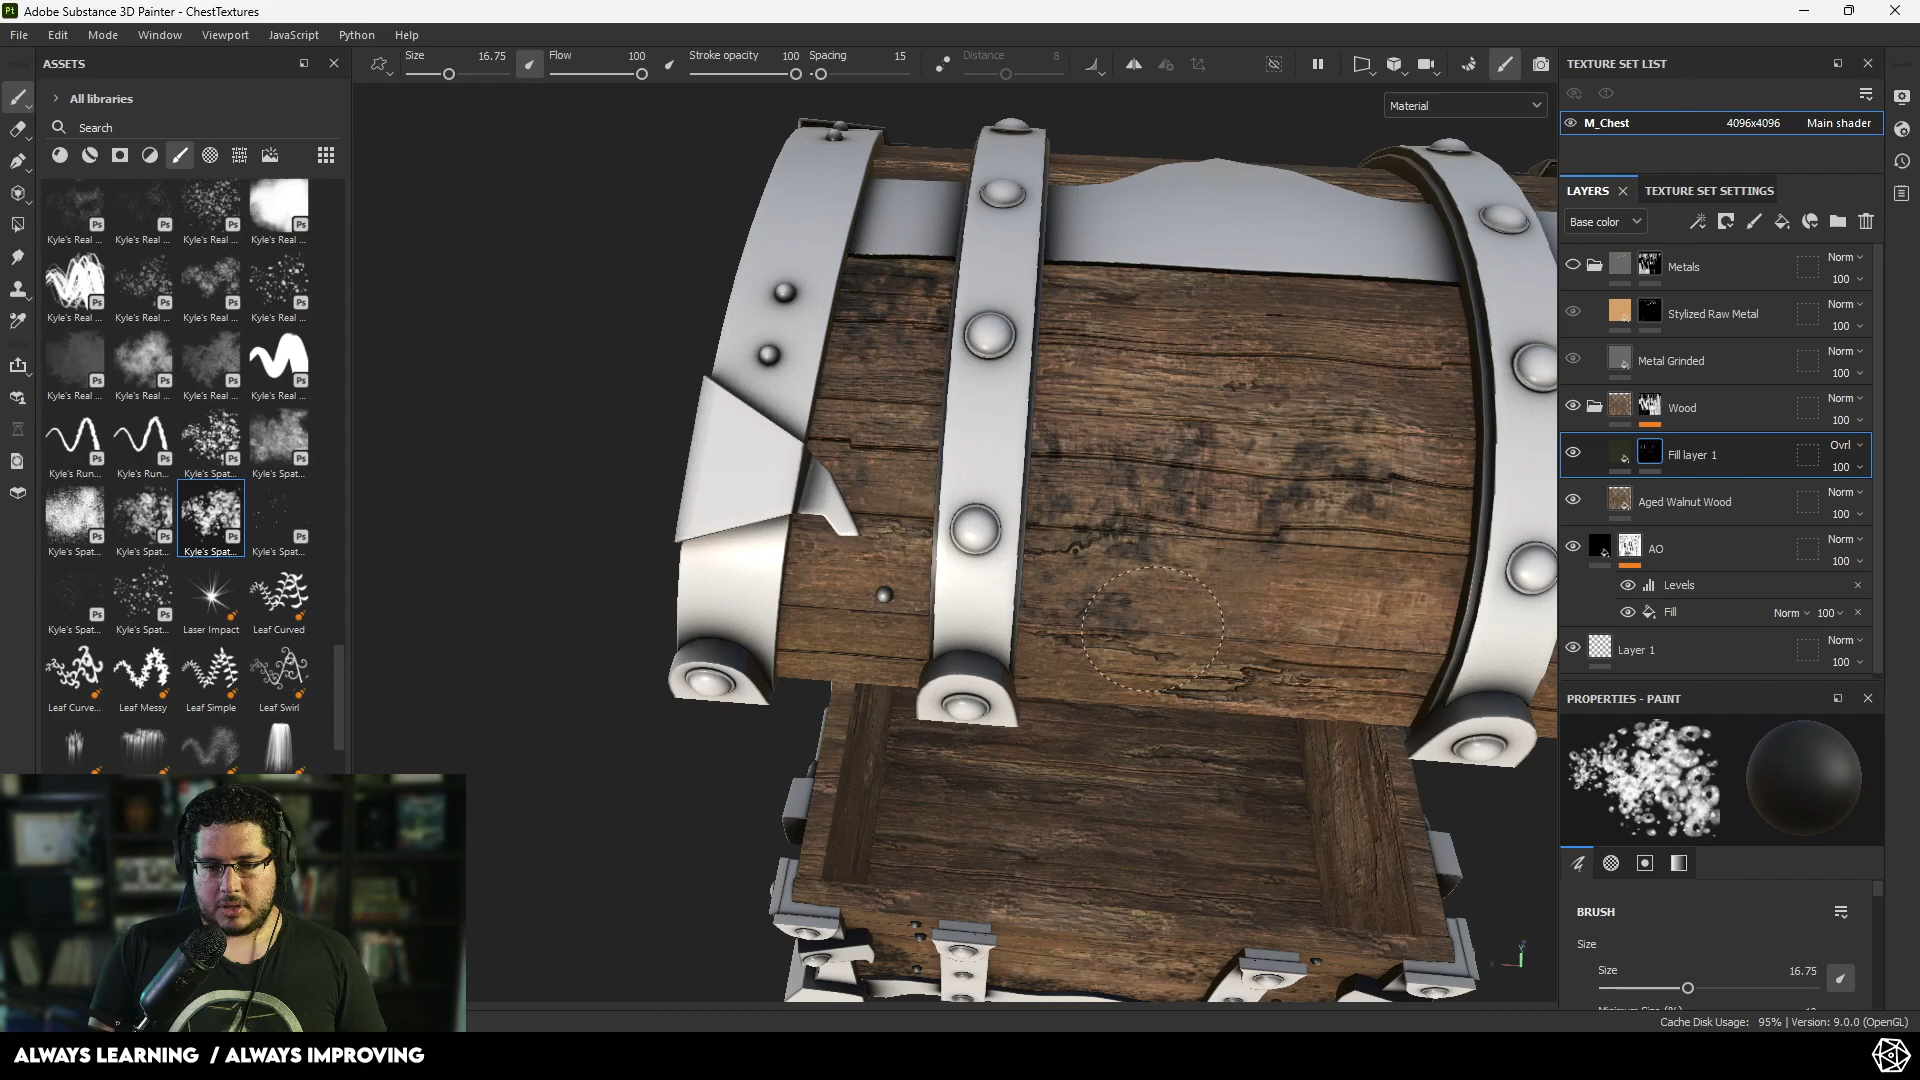 Adobe Substance 3D Painter - ChestTextures
File Edit Mode Window Viewport JavaScript Python Help
ASSETS
All libraries
Search
Kyle's Real ... Kyle's Real ... Kyle's Real ... Kyle's Real ...
Kyle's Real ... Kyle's Real ... Kyle's Real ... Kyle's Real ...
Kyle's Real ... Kyle's Real ... Kyle's Real ... Kyle's Real ...
Kyle's Run... Kyle's Run... Kyle's Spat... Kyle's Spat...
Kyle's Spat... Kyle's Spat... Kyle's Spat... Kyle's Spat...
Kyle's Spat... Kyle's Spat... Laser Impact Leaf Curved
Leaf Curve... Leaf Messy Leaf Simple Leaf Swirl
Size 16.75 Flow 100 Stroke opacity 100 Spacing 15 Distance 8
Material
TEXTURE SET LIST
M_Chest 4096x4096 Main shader
LAYERS TEXTURE SET SETTINGS
Base color
Metals Norm 100
Stylized Raw Metal Norm 100
Metal Grinded Norm 100
Wood Norm 100
Fill layer 1 Ovrl 100
Aged Walnut Wood Norm 100
AO Norm 100
Levels
Fill Norm 100
Layer 1 Norm 100
PROPERTIES - PAINT
BRUSH
Size
Size 16.75
Cache Disk Usage: 95% | Version: 9.0.0 (OpenGL)
ALWAYS LEARNING / ALWAYS IMPROVING